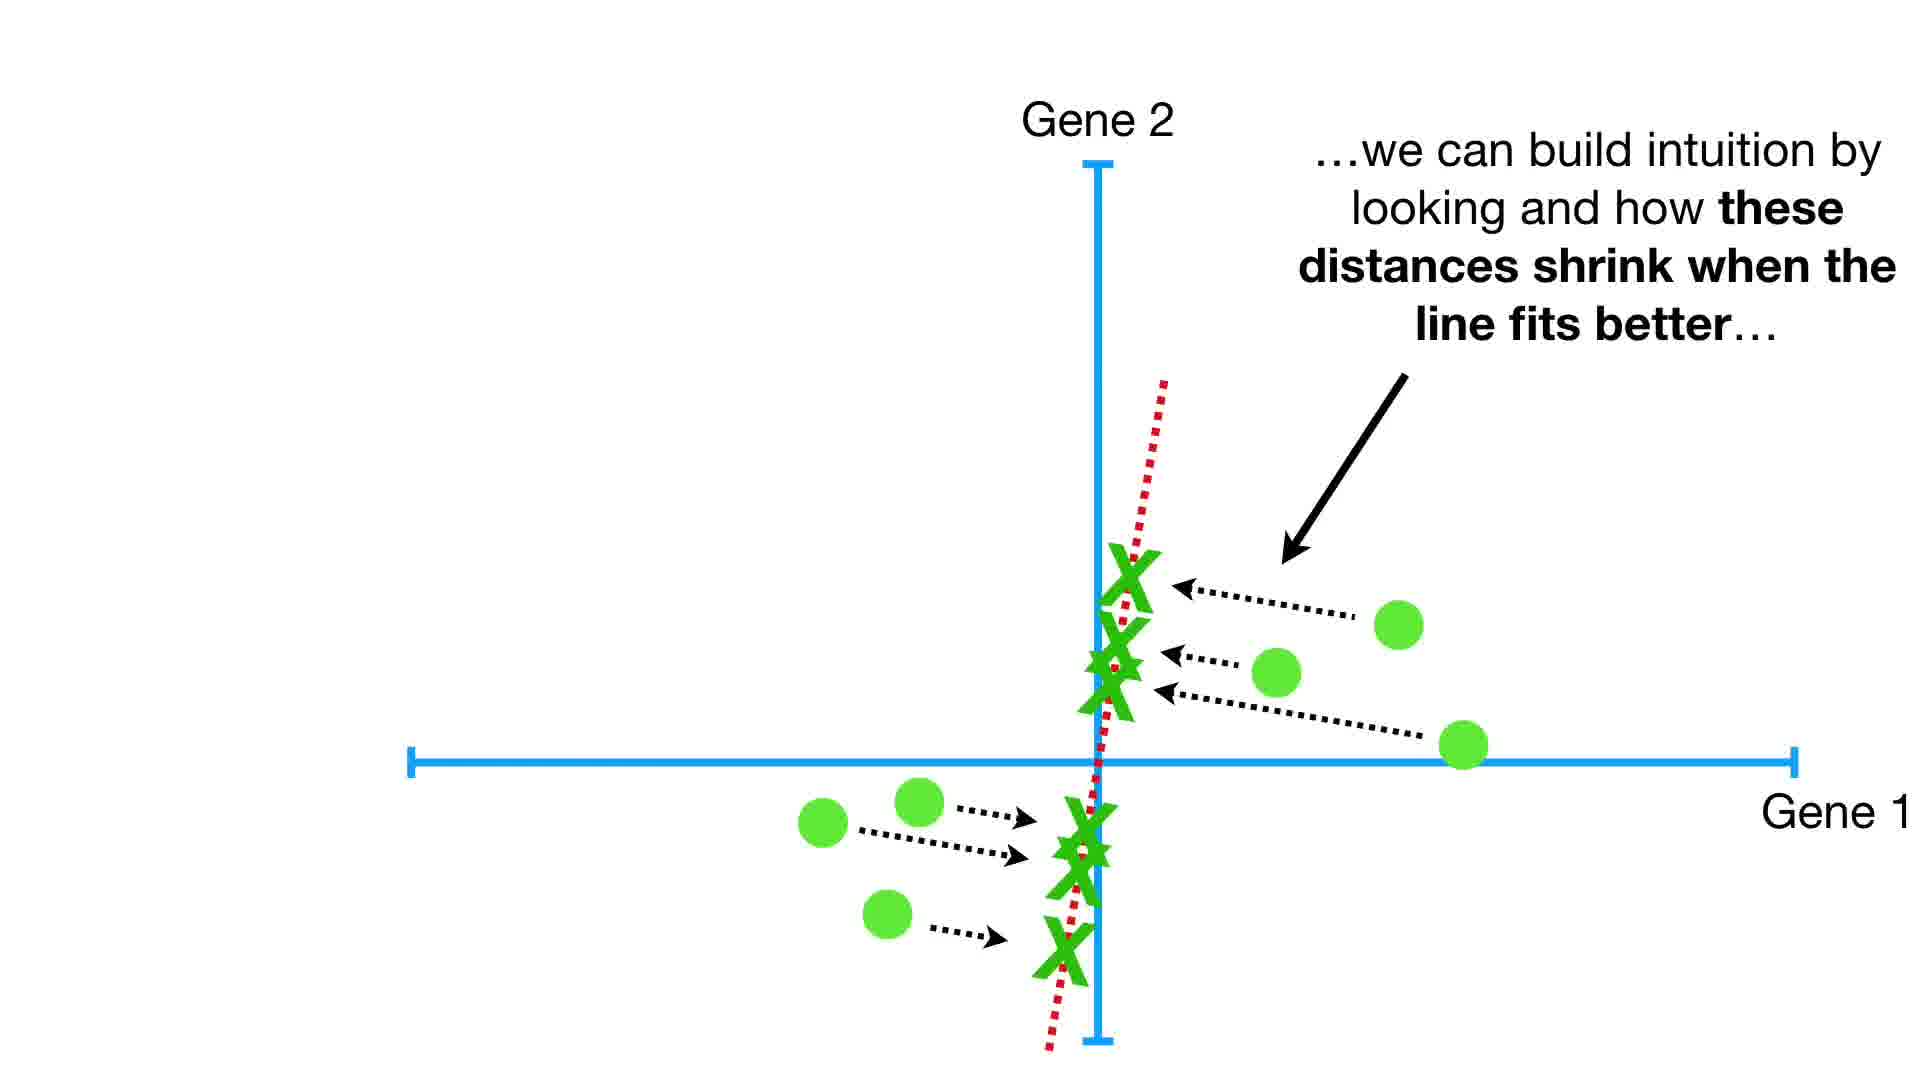 Gene 2
…we can build intuition by
looking and how these
distances shrink when the
line fits better…
Gene 1